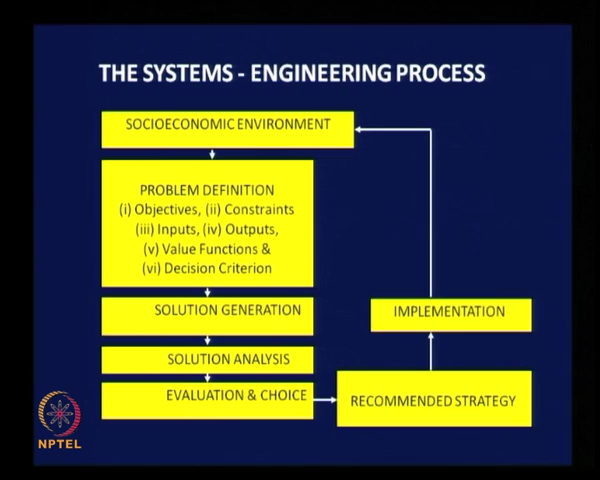 THE SYSTEMS - ENGINEERING PROCESS
SOCIOECONOMIC ENVIRONMENT
PROBLEM DEFINITION
(i) Objectives, (ii) Constraints
(iii) Inputs, (iv) Outputs,
(v) Value Functions &
(vi) Decision Criterion
SOLUTION GENERATION
SOLUTION ANALYSIS
EVALUATION & CHOICE
RECOMMENDED STRATEGY
IMPLEMENTATION
NPTEL